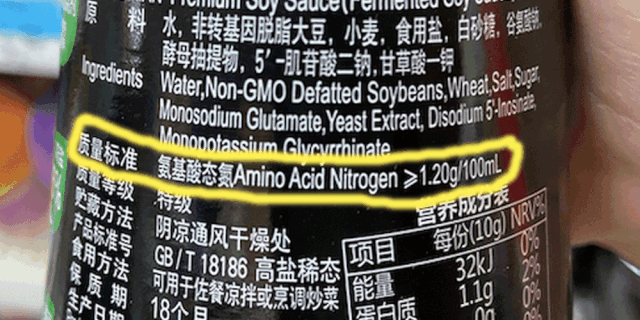 Premium Soy Sauce(Fermented Soy Sauce
原 料 水，非转基因脱脂大豆，小麦，食用盐，白砂糖，谷氨酸钠，
酵母抽提物，5′-肌苷酸二钠，甘草酸一钾
Ingredients Water,Non-GMO Defatted Soybeans,Wheat,Salt,Sugar,
Monosodium Glutamate,Yeast Extract, Disodium 5'-Inosinate,
Monopotassium Glycyrrhinate
质量标准 氨基酸态氮Amino Acid Nitrogen ≥1.20g/100mL
质量等级 特级
贮藏方法 阴凉通风干燥处
产品标准号 GB/T 18186 高盐稀态
食用方法 可用于佐餐凉拌或烹调炒菜
保 质 期 18个月
生产日期
营养成分表
项目 每份(10g) NRV%
能量 32kJ 0%
蛋白质 1.1g 2%
0g 0%